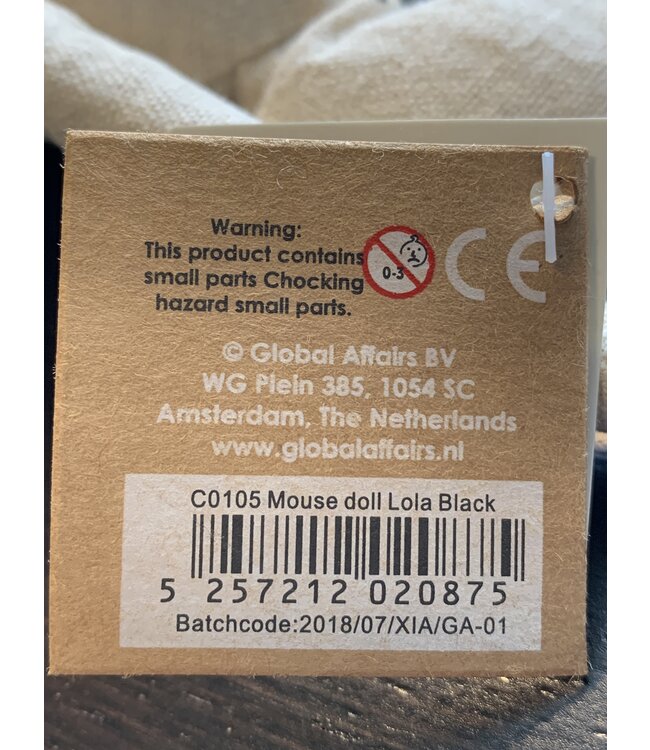 Warning:
This product contains
small parts Chocking
hazard small parts.
0-3
CE
© Global Affairs BV
WG Plein 385, 1054 SC
Amsterdam, The Netherlands
www.globalaffairs.nl
C0105 Mouse doll Lola Black
5 257212 020875
Batchcode:2018/07/XIA/GA-01